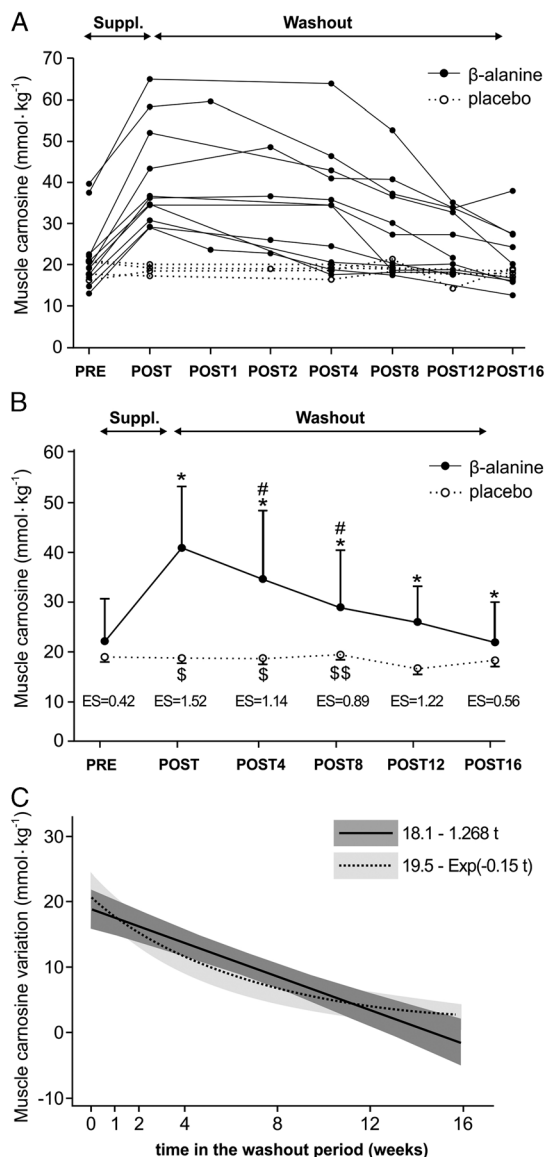 A
Suppl.
Washout
β-alanine
placebo
Muscle carnosine (mmol·kg⁻¹)
70
60
50
40
30
20
10
0
PRE POST POST1 POST2 POST4 POST8 POST12 POST16
B
Suppl.
Washout
β-alanine
placebo
Muscle carnosine (mmol·kg⁻¹)
60
50
40
30
20
10
0
*
#
*
#
*
*
*
$ $ $$
ES=0.42 ES=1.52 ES=1.14 ES=0.89 ES=1.22 ES=0.56
PRE POST POST4 POST8 POST12 POST16
C
18.1 - 1.268 t
19.5 - Exp(-0.15 t)
Muscle carnosine variation (mmol·kg⁻¹)
30
20
10
0
-10
0 1 2 4 8 12 16
time in the washout period (weeks)